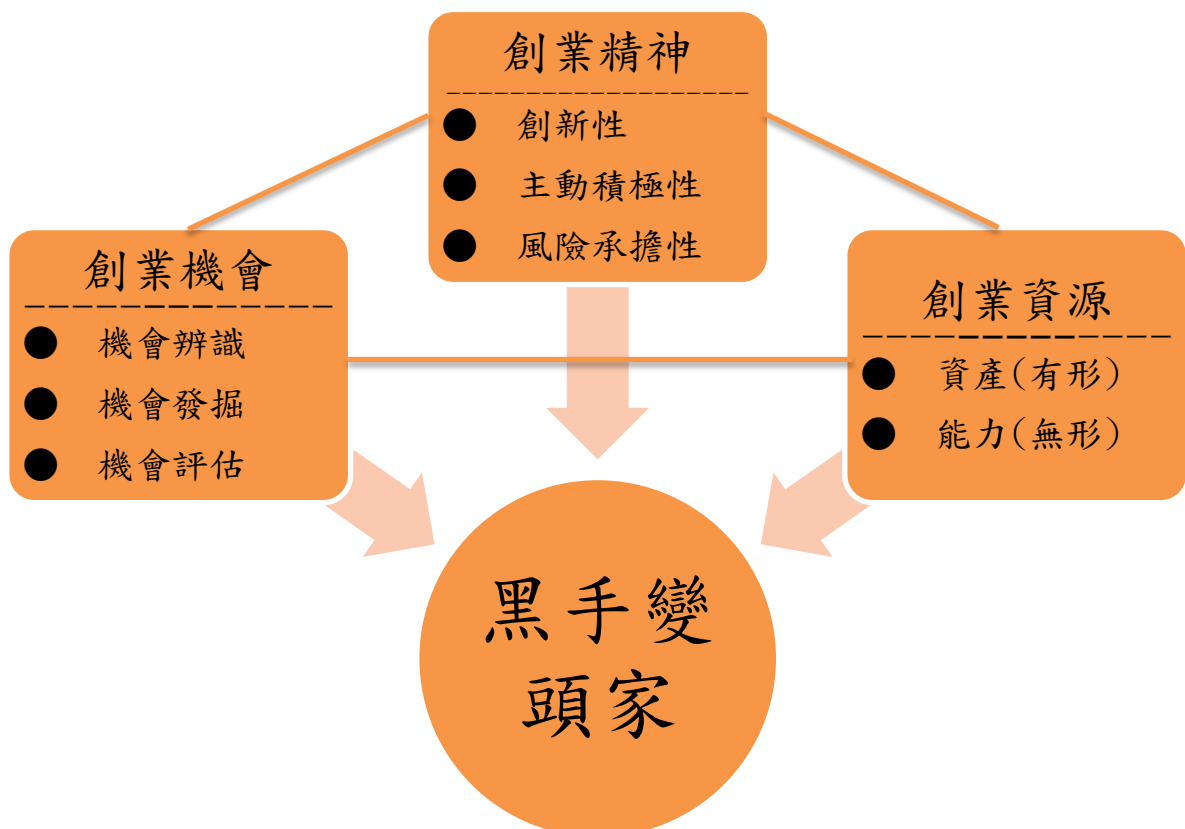 創業精神
● 創新性
● 主動積極性
● 風險承擔性
創業機會
● 機會辨識
● 機會發掘
● 機會評估
創業資源
● 資產(有形)
● 能力(無形)
黑手變
頭家